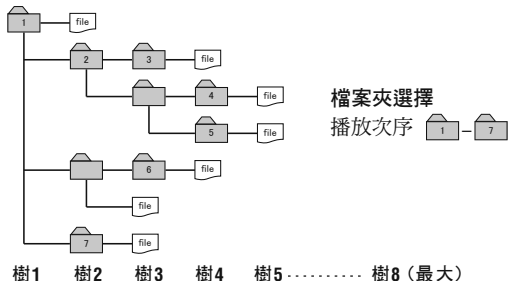 1 file
2 3 file
4 file
檔案夾選擇
播放次序 1 – 7
5 file
6 file
file
7 file
樹1 樹2 樹3 樹4 樹5 ·········· 樹8（最大）